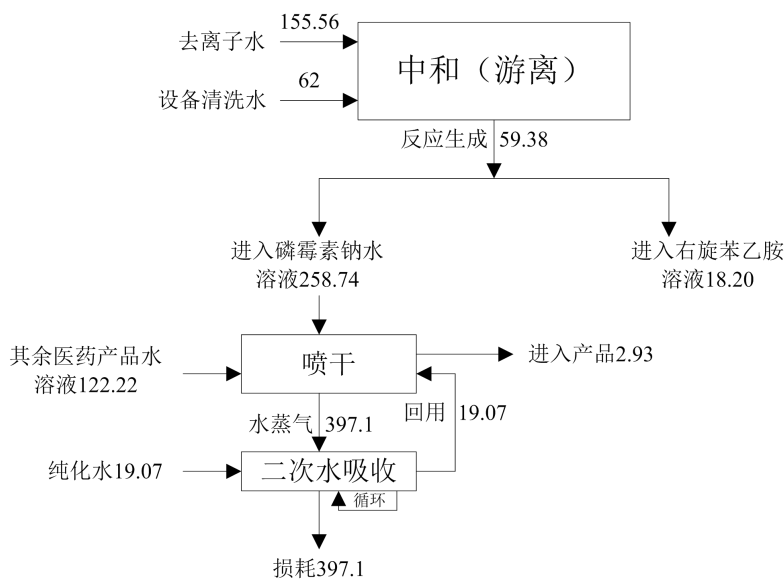 155.56
去离子水
中和（游离）
62
设备清洗水
反应生成 59.38
进入磷霉素钠水
溶液258.74
进入右旋苯乙胺
溶液18.20
其余医药产品水
溶液122.22
喷干
进入产品2.93
水蒸气 397.1
回用 19.07
纯化水19.07
二次水吸收
循环
损耗397.1